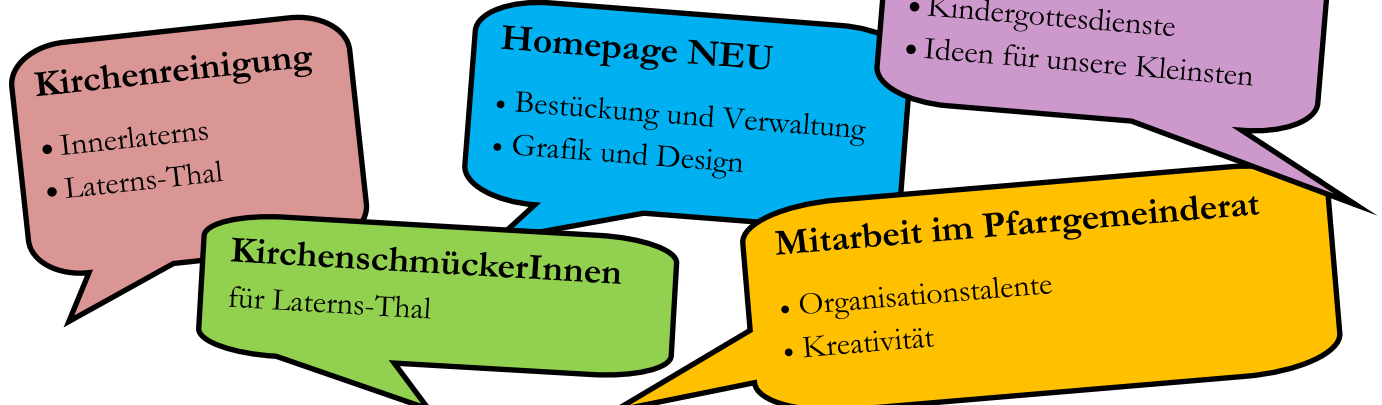 Kirchenreinigung
• Innerlaterns
• Laterns-Thal
Homepage NEU
• Bestückung und Verwaltung
• Grafik und Design
• Kindergottesdienste
• Ideen für unsere Kleinsten
KirchenschmückerInnen
für Laterns-Thal
Mitarbeit im Pfarrgemeinderat
• Organisationstalente
• Kreativität